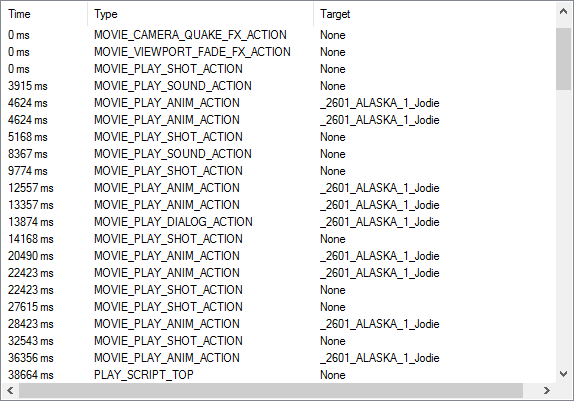 Time Type Target
0 ms MOVIE_CAMERA_QUAKE_FX_ACTION None
0 ms MOVIE_VIEWPORT_FADE_FX_ACTION None
0 ms MOVIE_PLAY_SHOT_ACTION None
3915 ms MOVIE_PLAY_SOUND_ACTION None
4624 ms MOVIE_PLAY_ANIM_ACTION _2601_ALASKA_1_Jodie
4624 ms MOVIE_PLAY_ANIM_ACTION _2601_ALASKA_1_Jodie
5168 ms MOVIE_PLAY_SHOT_ACTION None
8367 ms MOVIE_PLAY_SOUND_ACTION None
9774 ms MOVIE_PLAY_SHOT_ACTION None
12557 ms MOVIE_PLAY_ANIM_ACTION _2601_ALASKA_1_Jodie
13357 ms MOVIE_PLAY_ANIM_ACTION _2601_ALASKA_1_Jodie
13874 ms MOVIE_PLAY_DIALOG_ACTION _2601_ALASKA_1_Jodie
14168 ms MOVIE_PLAY_SHOT_ACTION None
20490 ms MOVIE_PLAY_ANIM_ACTION _2601_ALASKA_1_Jodie
22423 ms MOVIE_PLAY_ANIM_ACTION _2601_ALASKA_1_Jodie
22423 ms MOVIE_PLAY_SHOT_ACTION None
27615 ms MOVIE_PLAY_SHOT_ACTION None
28423 ms MOVIE_PLAY_ANIM_ACTION _2601_ALASKA_1_Jodie
32543 ms MOVIE_PLAY_SHOT_ACTION None
36356 ms MOVIE_PLAY_ANIM_ACTION _2601_ALASKA_1_Jodie
38664 ms PLAY_SCRIPT_TOP None